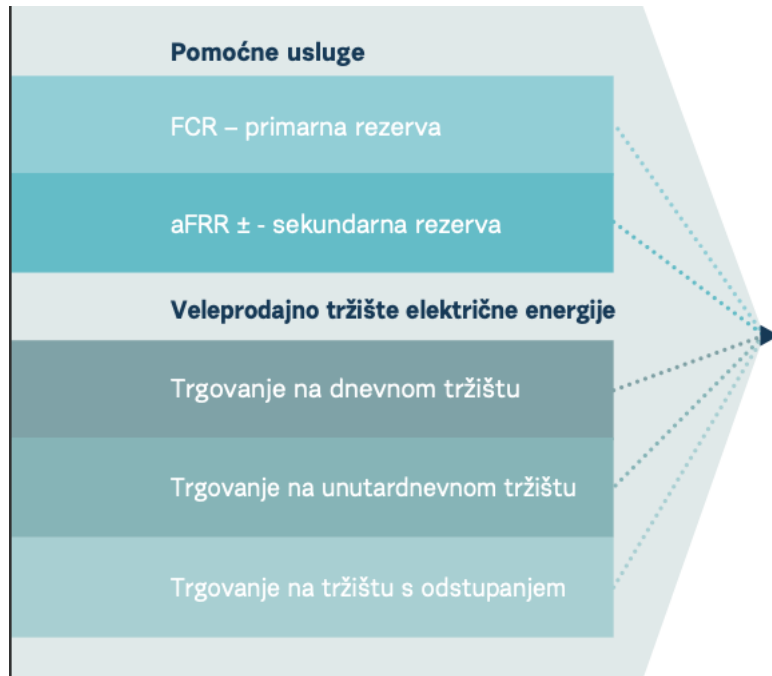 Pomoćne usluge
FCR – primarna rezerva
aFRR ± - sekundarna rezerva
Veleprodajno tržište električne energije
Trgovanje na dnevnom tržištu
Trgovanje na unutardnevnom tržištu
Trgovanje na tržištu s odstupanjem